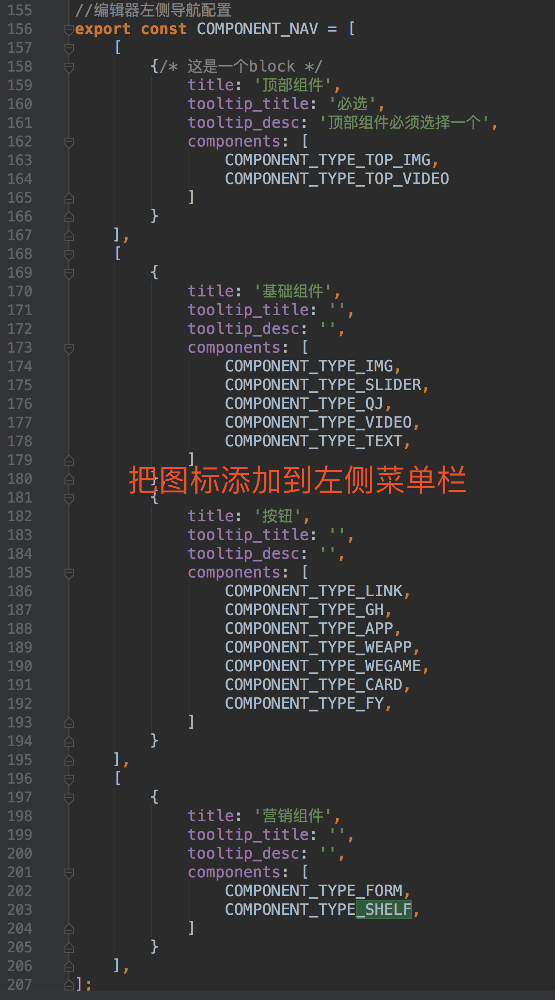 155 //编辑器左侧导航配置
156 export const COMPONENT_NAV = [
157     [
158         {/* 这是一个block */
159             title: '顶部组件',
160             tooltip_title: '必选',
161             tooltip_desc: '顶部组件必须选择一个',
162             components: [
163                 COMPONENT_TYPE_TOP_IMG,
164                 COMPONENT_TYPE_TOP_VIDEO
165             ]
166         }
167     ],
168     [
169         {
170             title: '基础组件',
171             tooltip_title: '',
172             tooltip_desc: '',
173             components: [
174                 COMPONENT_TYPE_IMG,
175                 COMPONENT_TYPE_SLIDER,
176                 COMPONENT_TYPE_QJ,
177                 COMPONENT_TYPE_VIDEO,
178                 COMPONENT_TYPE_TEXT,
179             ]
180         },
把图标添加到左侧菜单栏
181         {
182             title: '按钮',
183             tooltip_title: '',
184             tooltip_desc: '',
185             components: [
186                 COMPONENT_TYPE_LINK,
187                 COMPONENT_TYPE_GH,
188                 COMPONENT_TYPE_APP,
189                 COMPONENT_TYPE_WEAPP,
190                 COMPONENT_TYPE_WEGAME,
191                 COMPONENT_TYPE_CARD,
192                 COMPONENT_TYPE_FY,
193             ]
194         }
195     ],
196     [
197         {
198             title: '营销组件',
199             tooltip_title: '',
200             tooltip_desc: '',
201             components: [
202                 COMPONENT_TYPE_FORM,
203                 COMPONENT_TYPE_SHELF,
204             ]
205         }
206     ],
207 ];